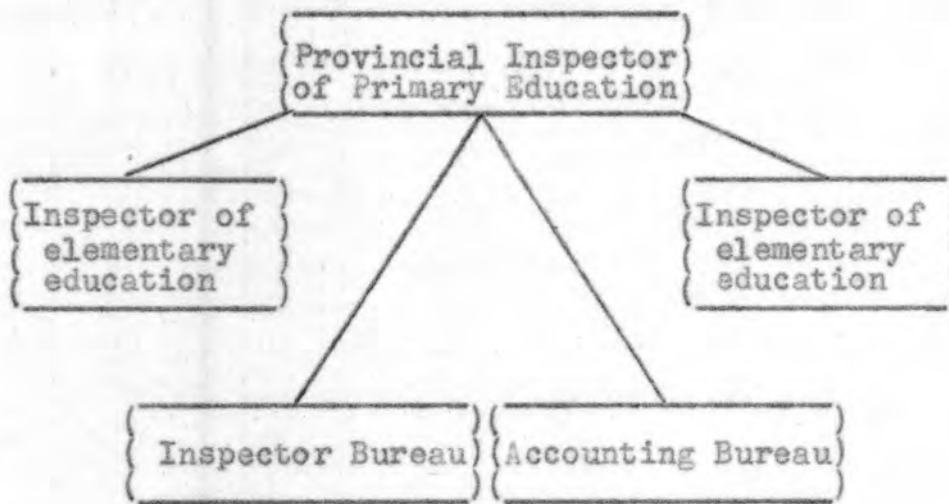 Provincial Inspector
of Primary Education
Inspector of
elementary
education
Inspector of
elementary
education
Inspector Bureau
Accounting Bureau